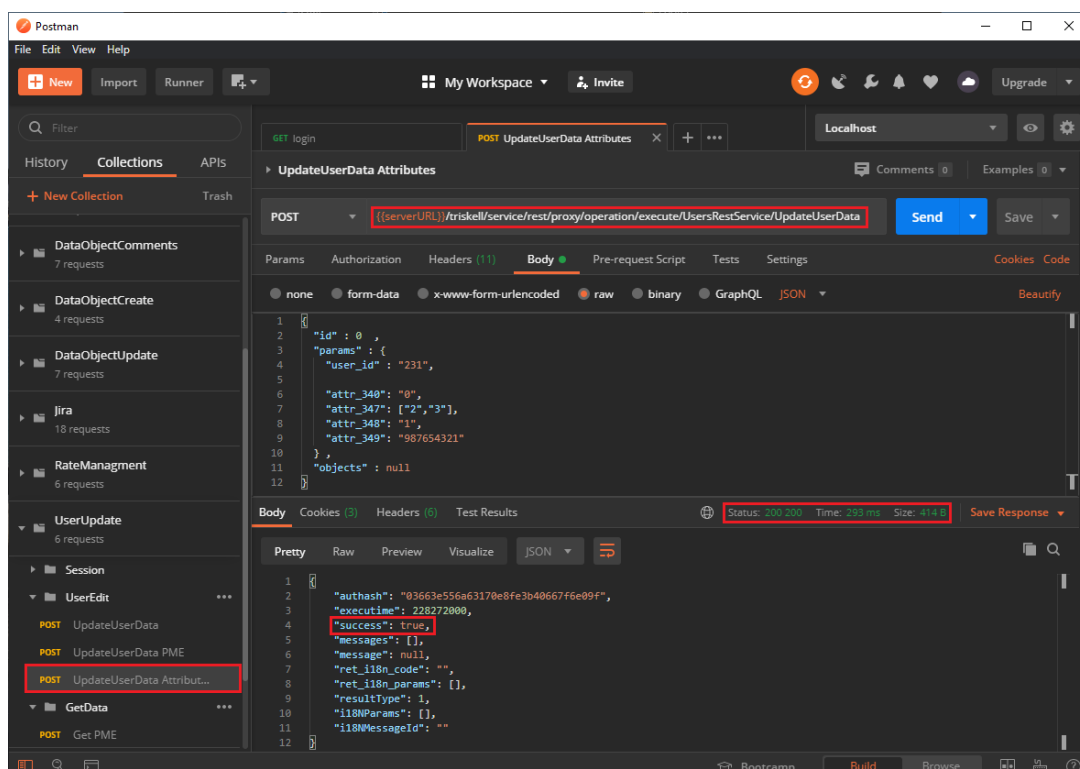 Postman
File Edit View Help
New Import Runner My Workspace Invite Upgrade
Filter
History Collections APIs
+ New Collection Trash
DataObjectComments
7 requests
DataObjectCreate
4 requests
DataObjectUpdate
7 requests
Jira
18 requests
RateManagment
6 requests
UserUpdate
6 requests
Session
UserEdit
POST UpdateUserData
POST UpdateUserData PME
POST UpdateUserData Attribut...
GetData
POST Get PME
GET login POST UpdateUserData Attributes Localhost
UpdateUserData Attributes Comments 0 Examples 0
POST {{serverURL}}/triskell/service/rest/proxy/operation/execute/UsersRestService/UpdateUserData Send Save
Params Authorization Headers (11) Body Pre-request Script Tests Settings Cookies Code
none form-data x-www-form-urlencoded raw binary GraphQL JSON Beautify
1 {
2 "id" : 0 ,
3 "params" : {
4 "user_id" : "231",
5
6 "attr_340": "0",
7 "attr_347": ["2","3"],
8 "attr_348": "1",
9 "attr_349": "987654321"
10 } ,
11 "objects" : null
12 }
Body Cookies (3) Headers (6) Test Results Status: 200 200 Time: 293 ms Size: 414 B Save Response
Pretty Raw Preview Visualize JSON
1 {
2 "authash": "03663e556a63170e8fe3b40667f6e09f",
3 "executime": 228272000,
4 "success": true,
5 "messages": [],
6 "message": null,
7 "ret_i18n_code": "",
8 "ret_i18n_params": [],
9 "resultType": 1,
10 "i18NParams": [],
11 "i18NMessageId": ""
12 }
Bootcamp Build Browse